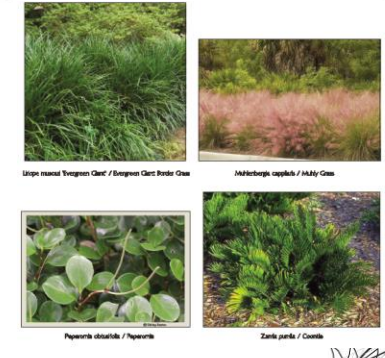 Liriope muscari 'Evergreen Giant' / Evergreen Giant Border Grass
Muhlenbergia capillaris / Muhly Grass
Peperomia obtusifolia / Peperomia
Zamia pumila / Coontie